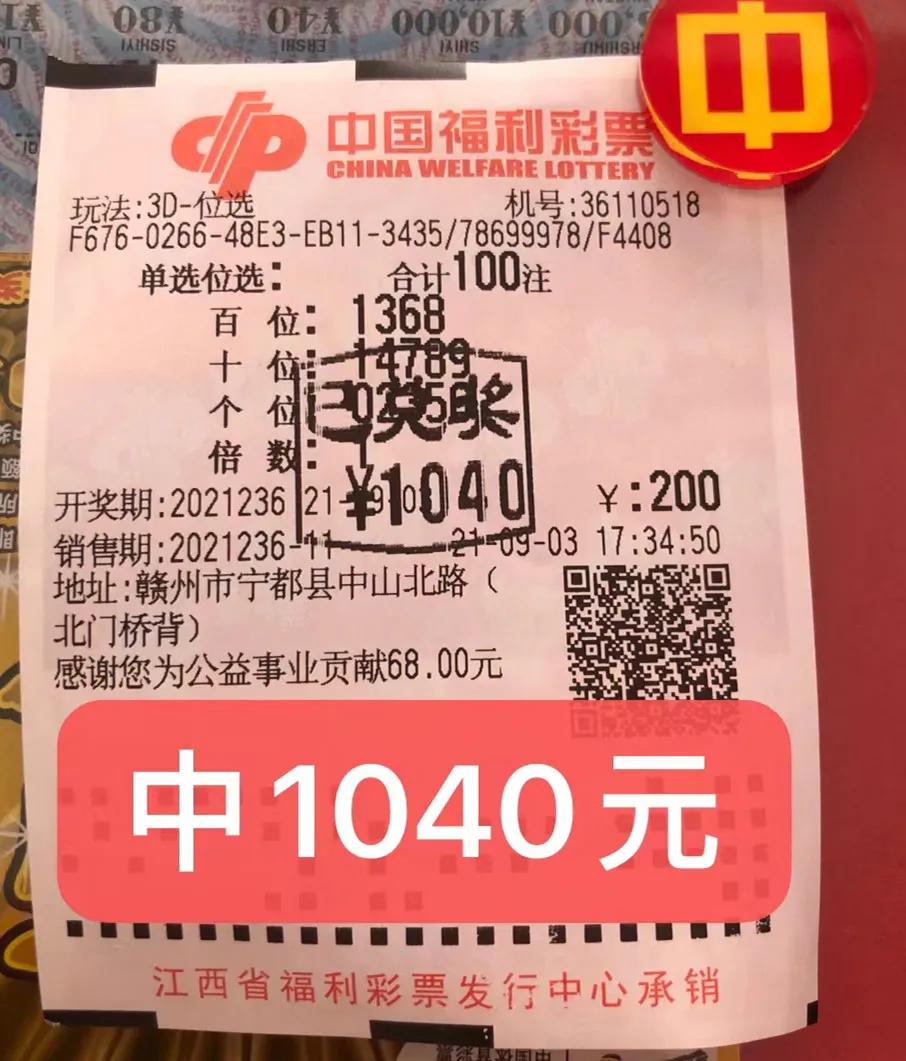 中
中国福利彩票
CHINA WELFARE LOTTERY
玩法:3D-位选 机号:36110518
F676-0266-48E3-EB11-3435/78699978/F4408
单选位选: 合计100注
百 位: 1368
十 位: 14789
个 位:
倍 数: 1
已兑奖
¥1040
开奖期:2021236 ¥:200
销售期:2021236-11 21-09-03 17:34:50
地址:赣州市宁都县中山北路(
北门桥背)
感谢您为公益事业贡献68.00元
中1040元
江西省福利彩票发行中心承销